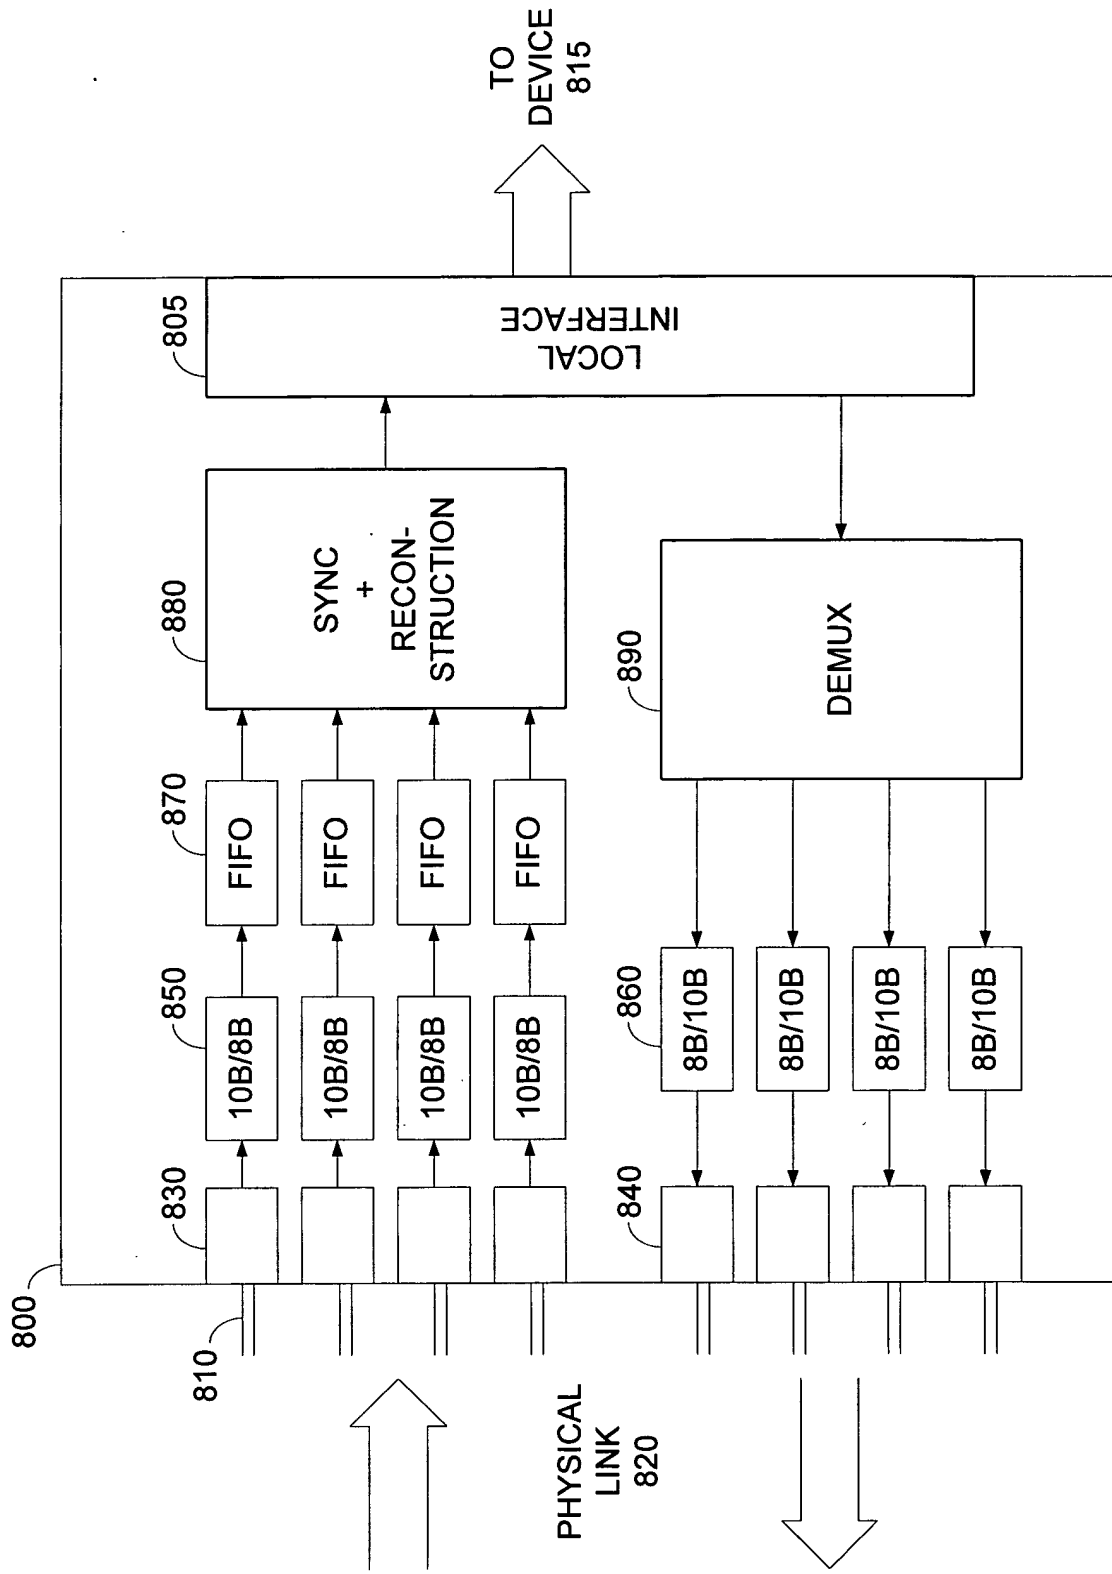 800
810
PHYSICAL
LINK
820
830
850
870
880
805
10B/8B
FIFO
10B/8B
FIFO
10B/8B
FIFO
10B/8B
FIFO
SYNC
+
RECON-
STRUCTION
LOCAL
INTERFACE
TO
DEVICE
815
840
860
890
8B/10B
8B/10B
8B/10B
8B/10B
DEMUX